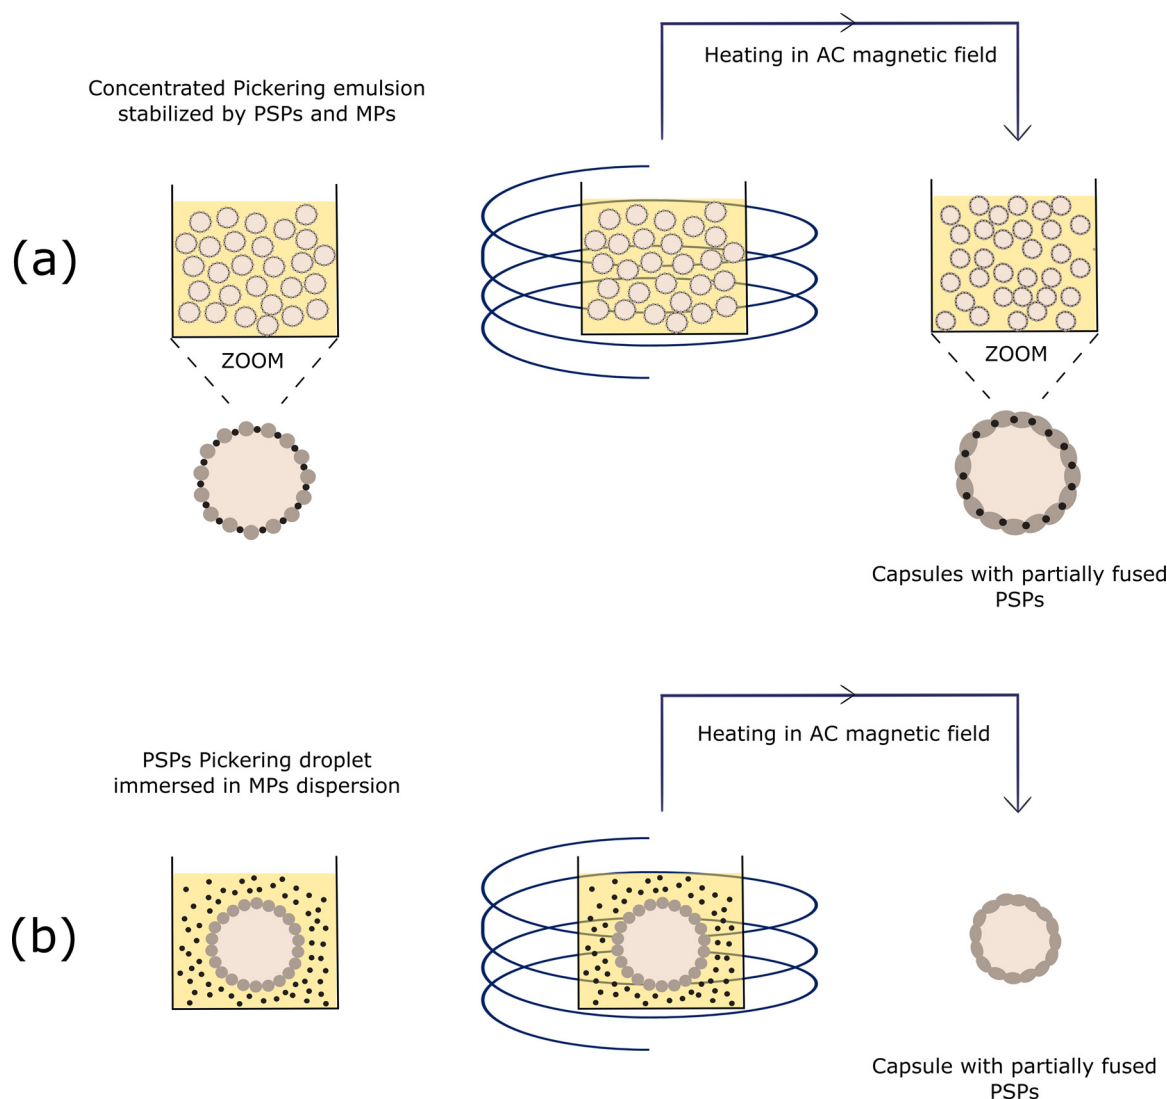 Heating in AC magnetic field
Concentrated Pickering emulsion
stabilized by PSPs and MPs
(a)
ZOOM
ZOOM
Capsules with partially fused
PSPs
Heating in AC magnetic field
PSPs Pickering droplet
immersed in MPs dispersion
(b)
Capsule with partially fused
PSPs